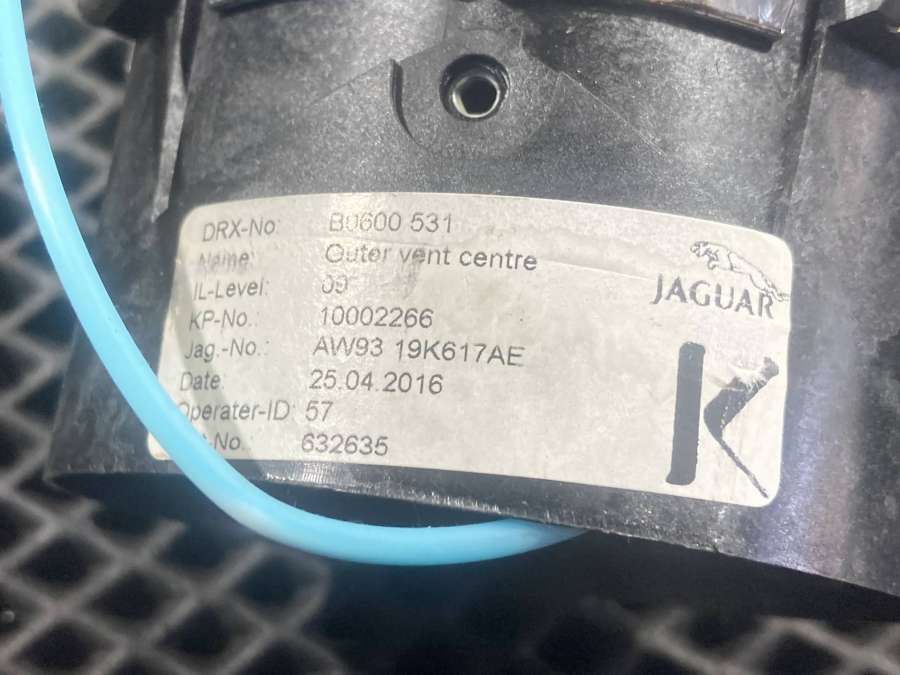 DRX-No: B0600 531
Name: Outer vent centre
IL-Level: 09
KP-No.: 10002266
Jag.-No.: AW93 19K617AE
Date: 25.04.2016
Operater-ID: 57
-No.: 632635
JAGUAR
K